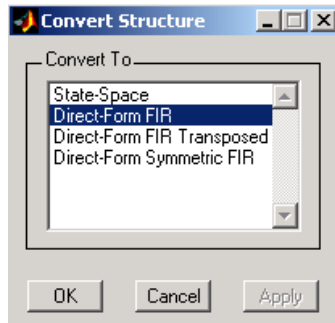 Convert Structure
Convert To
State-Space
Direct-Form FIR
Direct-Form FIR Transposed
Direct-Form Symmetric FIR
OK Cancel Apply